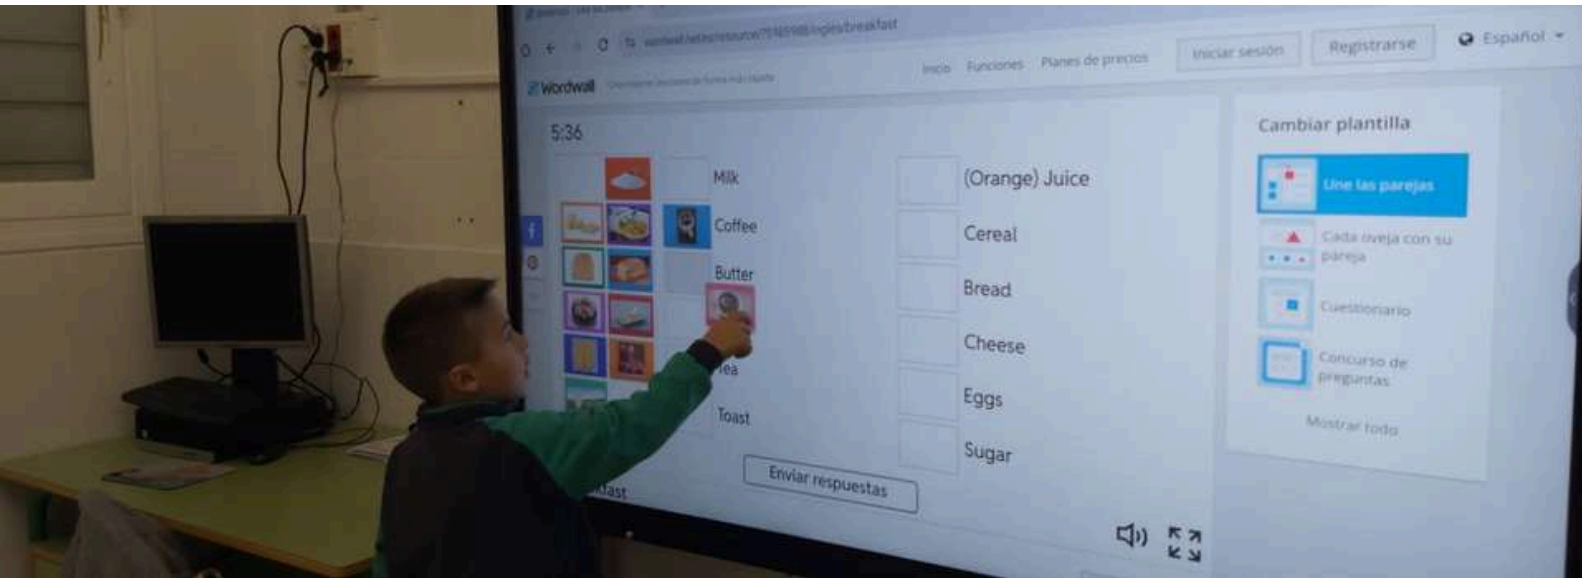 Inicio Funciones Planes de precios Iniciar sesión Registrarse Español
Wordwall
5:36
Milk
Coffee
Butter
Tea
Toast
(Orange) Juice
Cereal
Bread
Cheese
Eggs
Sugar
Enviar respuestas
Cambiar plantilla
Une las parejas
Cada oveja con su
pareja
Cuestionario
Concurso de
preguntas
Mostrar todo